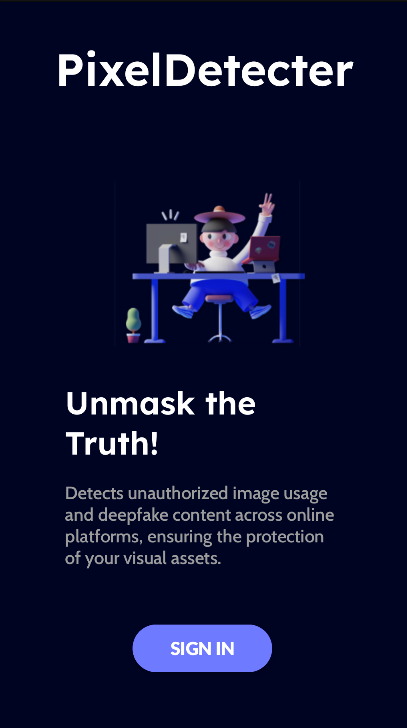 PixelDetecter
Unmask the
Truth!
Detects unauthorized image usage
and deepfake content across online
platforms, ensuring the protection
of your visual assets.
SIGN IN